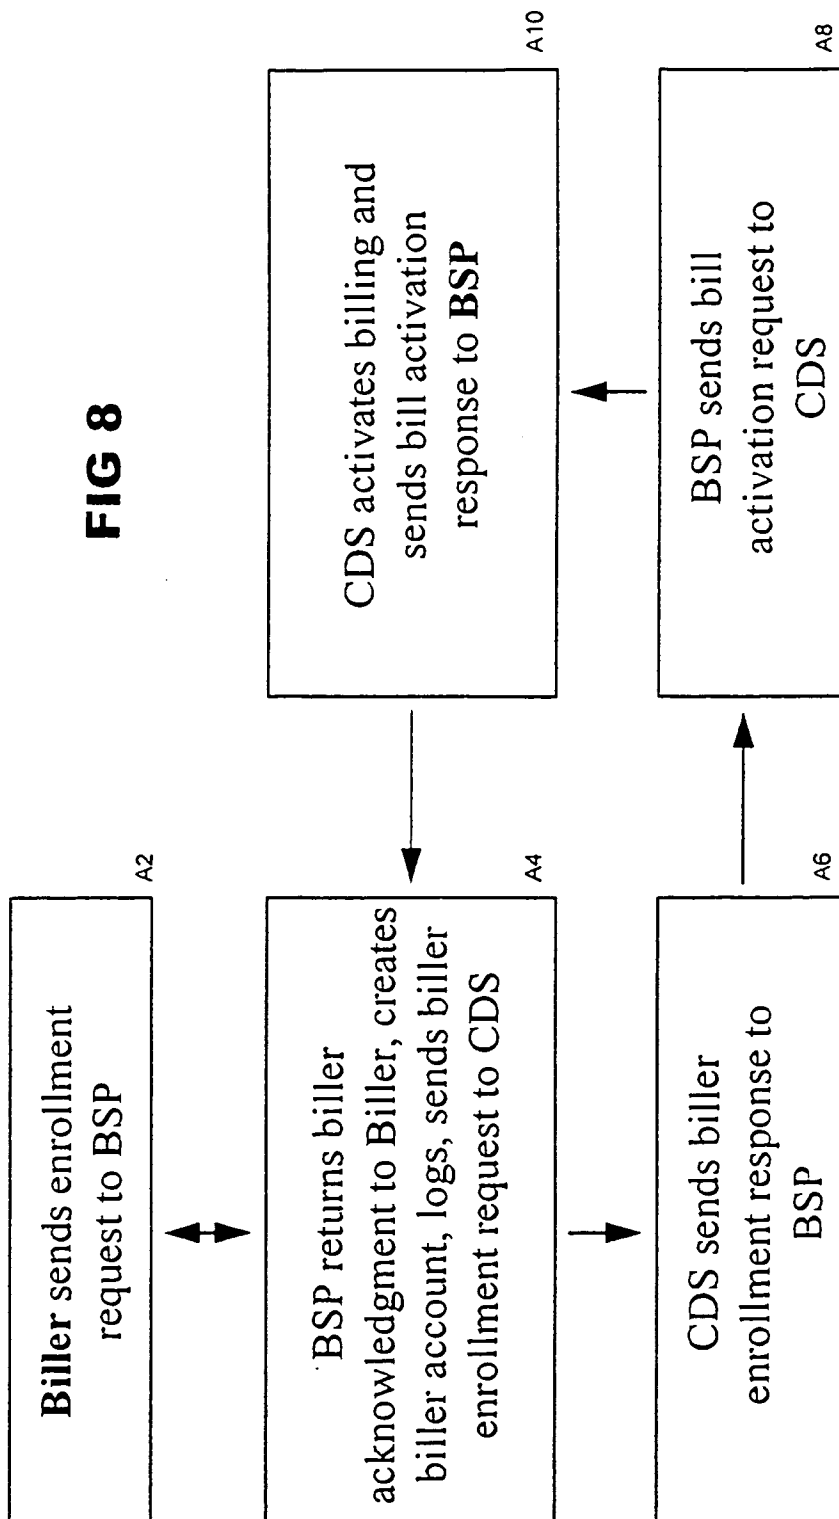 FIG 8
Biller sends enrollment
request to BSP
A2
BSP returns biller
acknowledgment to Biller, creates
biller account, logs, sends biller
enrollment request to CDS
A4
CDS sends biller
enrollment response to
BSP
A6
BSP sends bill
activation request to
CDS
A8
CDS activates billing and
sends bill activation
response to BSP
A10